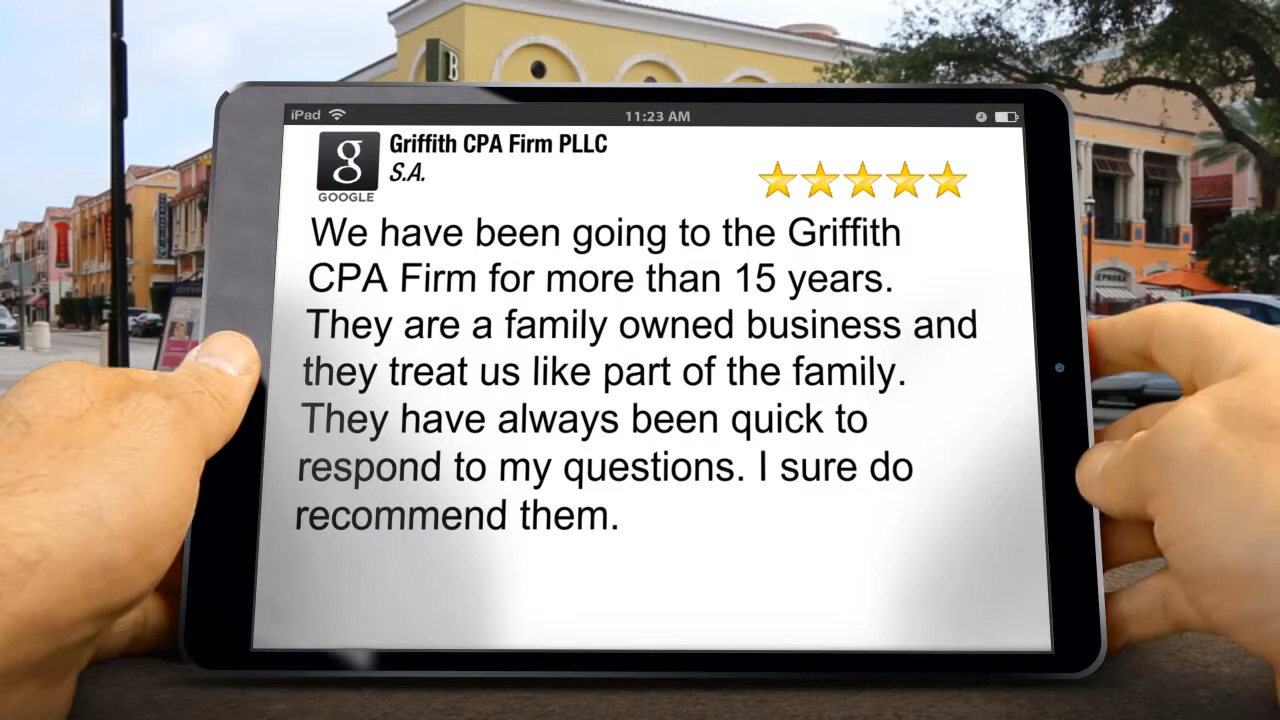 iPad 11:23 AM
g
GOOGLE
Griffith CPA Firm PLLC
S.A.
We have been going to the Griffith
CPA Firm for more than 15 years.
They are a family owned business and
they treat us like part of the family.
They have always been quick to
respond to my questions. I sure do
recommend them.
B